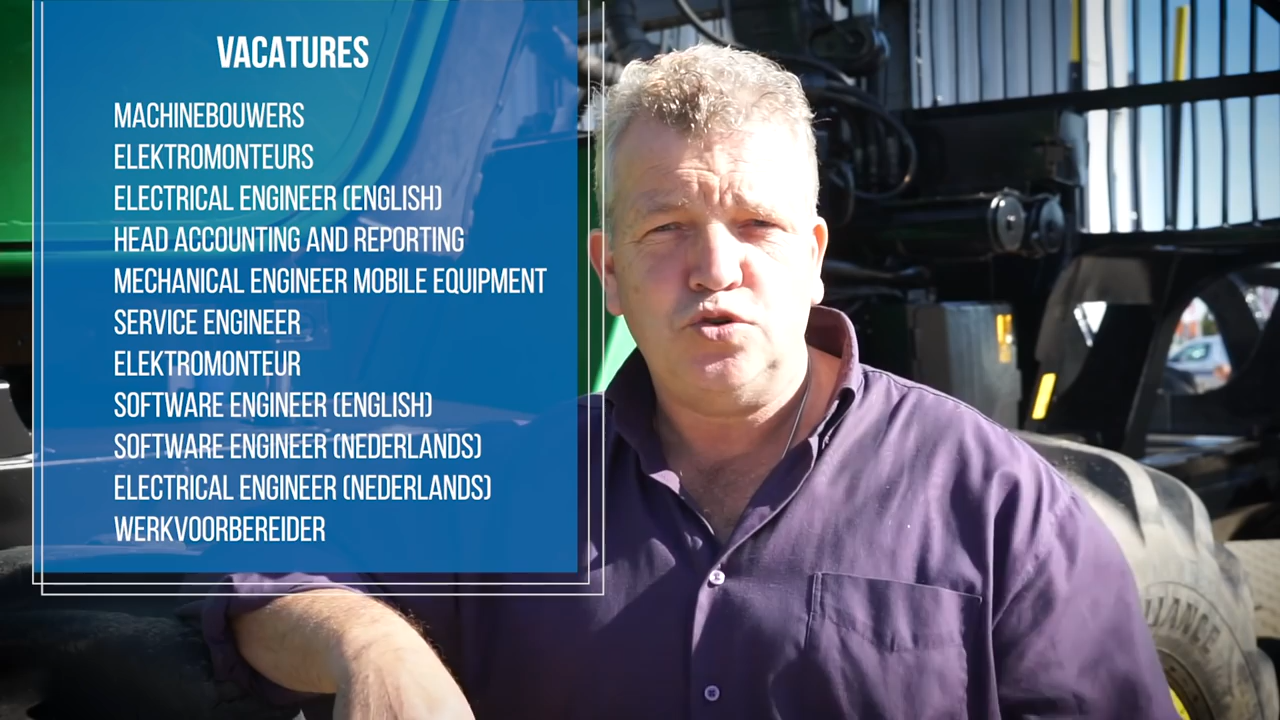 VACATURES
MACHINEBOUWERS
ELEKTROMONTEURS
ELECTRICAL ENGINEER (ENGLISH)
HEAD ACCOUNTING AND REPORTING
MECHANICAL ENGINEER MOBILE EQUIPMENT
SERVICE ENGINEER
ELEKTROMONTEUR
SOFTWARE ENGINEER (ENGLISH)
SOFTWARE ENGINEER (NEDERLANDS)
ELECTRICAL ENGINEER (NEDERLANDS)
WERKVOORBEREIDER